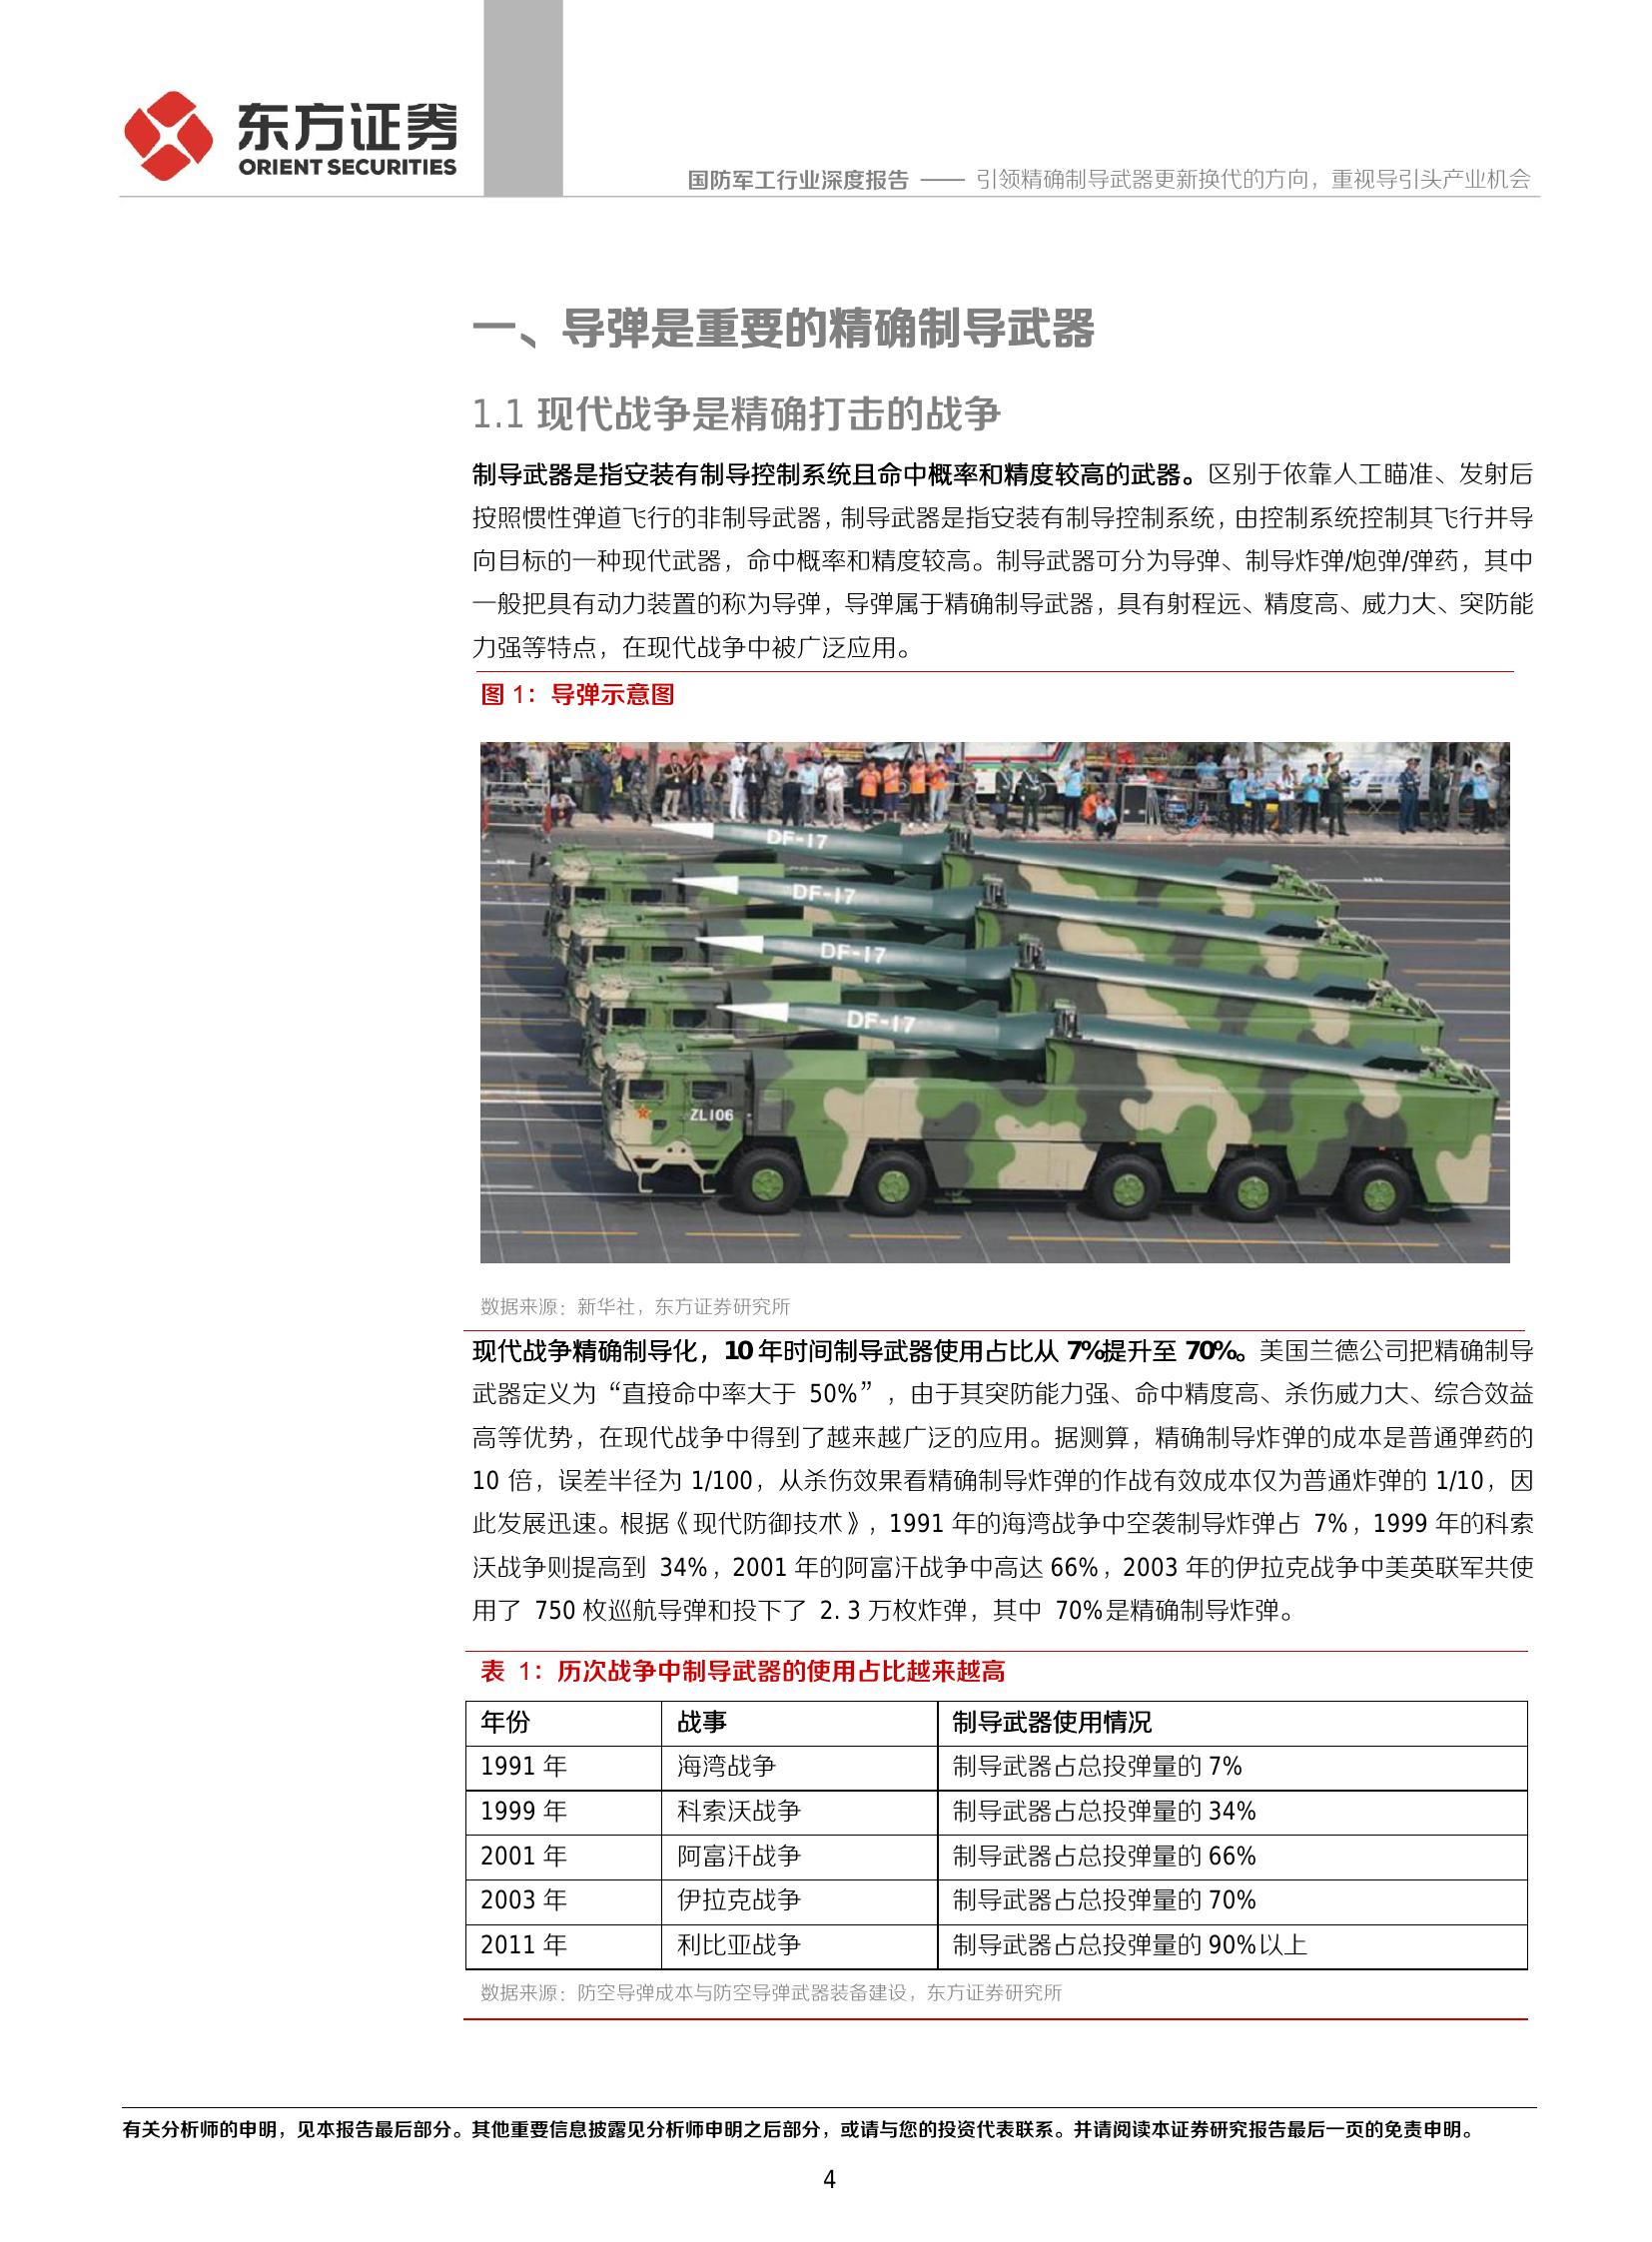 东方证券
ORIENT SECURITIES
国防军工行业深度报告 —— 引领精确制导武器更新换代的方向，重视导引头产业机会
一、导弹是重要的精确制导武器
1.1 现代战争是精确打击的战争
制导武器是指安装有制导控制系统且命中概率和精度较高的武器。区别于依靠人工瞄准、发射后
按照惯性弹道飞行的非制导武器，制导武器是指安装有制导控制系统，由控制系统控制其飞行并导
向目标的一种现代武器，命中概率和精度较高。制导武器可分为导弹、制导炸弹/炮弹/弹药，其中
一般把具有动力装置的称为导弹，导弹属于精确制导武器，具有射程远、精度高、威力大、突防能
力强等特点，在现代战争中被广泛应用。
图 1：导弹示意图
DF-17
DF-17
DF-17
DF-17
ZL106
数据来源：新华社，东方证券研究所
现代战争精确制导化，10 年时间制导武器使用占比从 7%提升至 70%。美国兰德公司把精确制导
武器定义为“直接命中率大于 50%”，由于其突防能力强、命中精度高、杀伤威力大、综合效益
高等优势，在现代战争中得到了越来越广泛的应用。据测算，精确制导炸弹的成本是普通弹药的
10 倍，误差半径为 1/100，从杀伤效果看精确制导炸弹的作战有效成本仅为普通炸弹的 1/10，因
此发展迅速。根据《现代防御技术》，1991 年的海湾战争中空袭制导炸弹占 7%，1999 年的科索
沃战争则提高到 34%，2001 年的阿富汗战争中高达 66%，2003 年的伊拉克战争中美英联军共使
用了 750 枚巡航导弹和投下了 2.3 万枚炸弹，其中 70%是精确制导炸弹。
表 1：历次战争中制导武器的使用占比越来越高
年份 战事 制导武器使用情况
1991 年 海湾战争 制导武器占总投弹量的 7%
1999 年 科索沃战争 制导武器占总投弹量的 34%
2001 年 阿富汗战争 制导武器占总投弹量的 66%
2003 年 伊拉克战争 制导武器占总投弹量的 70%
2011 年 利比亚战争 制导武器占总投弹量的 90%以上
数据来源：防空导弹成本与防空导弹武器装备建设，东方证券研究所
有关分析师的申明，见本报告最后部分。其他重要信息披露见分析师申明之后部分，或请与您的投资代表联系。并请阅读本证券研究报告最后一页的免责申明。
4